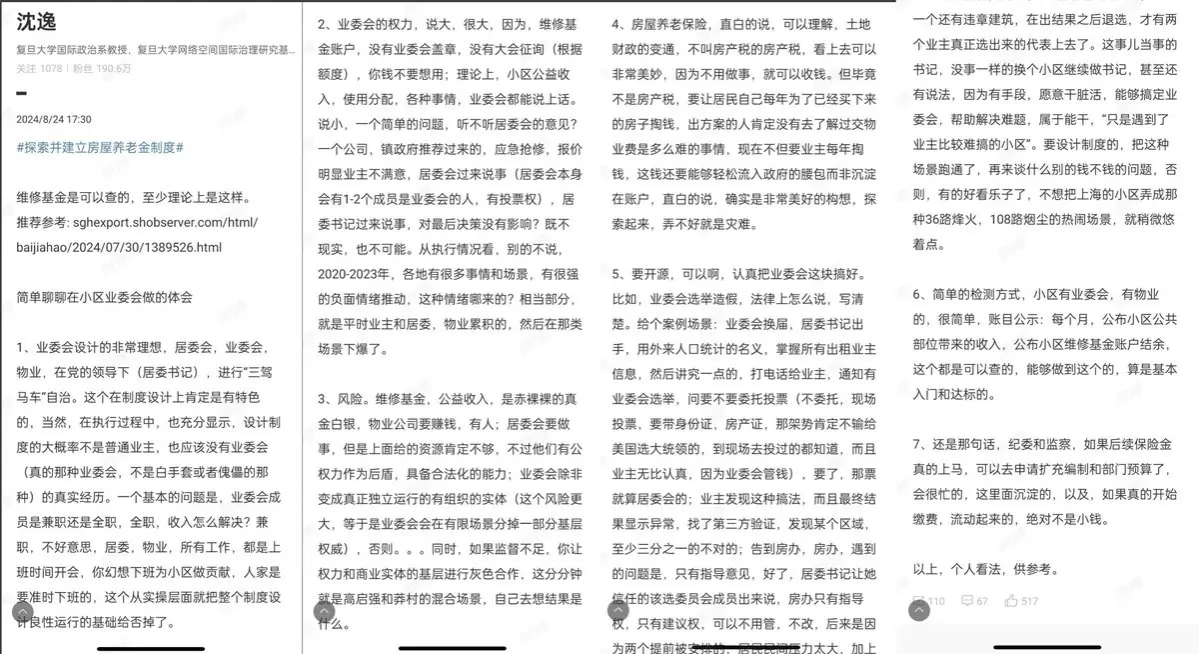 沈逸
复旦大学国际政治系教授，复旦大学网络空间国际治理研究基...
关注 1078 | 粉丝 190.6万
2024/8/24 17:30
#探索并建立房屋养老金制度#
维修基金是可以查的，至少理论上是这样。
推荐参考: sghexport.shobserver.com/html/
baijiahao/2024/07/30/1389526.html
简单聊聊在小区业委会做的体会
1、业委会设计的非常理想，居委会，业委会，
物业，在党的领导下（居委书记），进行“三驾
马车”自治。这个在制度设计上肯定是有特色
的，当然，在执行过程中，也充分显示，设计制
度的大概率不是普通业主，也应该没有业委会
（真的那种业委会，不是白手套或者傀儡的那
种）的真实经历。一个基本的问题是，业委会成
员是兼职还是全职，全职，收入怎么解决？兼
职，不好意思，居委，物业，所有工作，都是上
班时间开会，你幻想下班为小区做贡献，人家是
要准时下班的，这个从实操层面就把整个制度设
计良性运行的基础给否掉了。
2、业委会的权力，说大，很大，因为，维修基
金账户，没有业委会盖章，没有大会征询（根据
额度），你钱不要想用；理论上，小区公益收
入，使用分配，各种事情，业委会都能说上话。
说小，一个简单的问题，听不听居委会的意见？
一个公司，镇政府推荐过来的，应急抢修，报价
明显业主不满意，居委会过来说事（居委会本身
会有1-2个成员是业委会的人，有投票权），居
委书记过来说事，对最后决策没有影响？既不
现实，也不可能。从执行情况看，别的不说，
2020-2023年，各地有很多事情和场景，有很强
的负面情绪推动，这种情绪哪来的？相当部分，
就是平时业主和居委，物业累积的，然后在那类
场景下爆了。
3、风险。维修基金，公益收入，是赤裸裸的真
金白银，物业公司要赚钱，有人；居委会要做
事，但是上面给的资源肯定不够，不过他们有公
权力作为后盾，具备合法化的能力；业委会除非
变成真正独立运行的有组织的实体（这个风险更
大，等于是业委会会在有限场景分掉一部分基层
权威），否则。。。同时，如果监督不足，你让
权力和商业实体的基层进行灰色合作，这分分钟
就是高启强和莽村的混合场景，自己去想结果是
什么。
4、房屋养老保险，直白的说，可以理解，土地
财政的变通，不叫房产税的房产税，看上去可以
非常美妙，因为不用做事，就可以收钱。但毕竟
不是房产税，要让居民自己每年为了已经买下来
的房子掏钱，出方案的人肯定没有去了解过交物
业费是多么难的事情，现在不但要业主每年掏
钱，这钱还要能够轻松流入政府的腰包而非沉淀
在账户，直白的说，确实是非常美好的构想，探
索起来，弄不好就是灾难。
5、要开源，可以啊，认真把业委会这块搞好。
比如，业委会选举造假，法律上怎么说，写清
楚。给个案例场景：业委会换届，居委书记出
手，用外来人口统计的名义，掌握所有出租业主
信息，然后讲究一点的，打电话给业主，通知有
业委会选举，问要不要委托投票（不委托，现场
投票，要带身份证，房产证，那架势肯定不输给
美国选大统领的，到现场去投过的都知道，而且
业主无比认真，因为业委会管钱），要了，那票
就算居委会的；业主发现这种搞法，而且最终结
果显示异常，找了第三方验证，发现某个区域，
至少三分之一的不对的；告到房办，房办，遇到
的问题是，只有指导意见，好了，居委书记让她
信任的该选委员会成员出来说，房办只有指导
权，只有建议权，可以不用管，不改，后来是因
为两个提前被安排的，居民民间压力太大，加上
一个还有违章建筑，在出结果之后退选，才有两
个业主真正选出来的代表上去了。这事儿当事的
书记，没事一样的换个小区继续做书记，甚至还
有说法，因为有手段，愿意干脏活，能够搞定业
委会，帮助解决难题，属于能干，“只是遇到了
业主比较难搞的小区”。要设计制度的，把这种
场景跑通了，再来谈什么别的钱不钱的问题，否
则，有的好看乐子了，不想把上海的小区弄成那
种36路烽火，108路烟尘的热闹场景，就稍微悠
着点。
6、简单的检测方式，小区有业委会，有物业
的，很简单，账目公示：每个月，公布小区公共
部位带来的收入，公布小区维修基金账户结余，
这个都是可以查的，能够做到这个的，算是基本
入门和达标的。
7、还是那句话，纪委和监察，如果后续保险金
真的上马，可以去申请扩充编制和部门预算了，
会很忙的，这里面沉淀的，以及，如果真的开始
缴费，流动起来的，绝对不是小钱。
以上，个人看法，供参考。
110 67 517